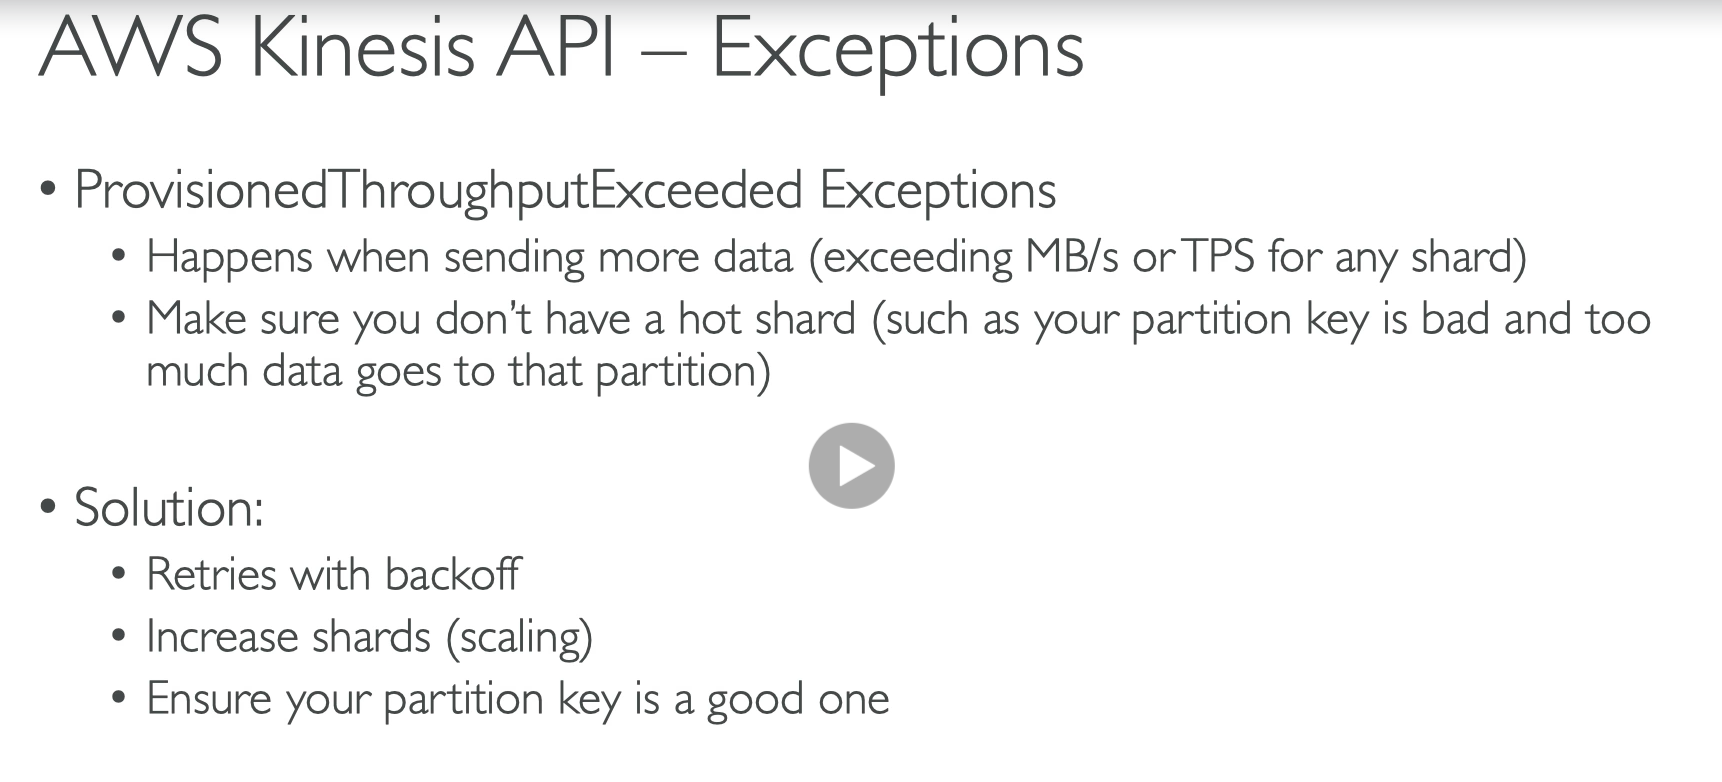 AWS Kinesis API – Exceptions
• ProvisionedThroughputExceeded Exceptions
• Happens when sending more data (exceeding MB/s or TPS for any shard)
• Make sure you don’t have a hot shard (such as your partition key is bad and too
much data goes to that partition)
• Solution:
• Retries with backoff
• Increase shards (scaling)
• Ensure your partition key is a good one